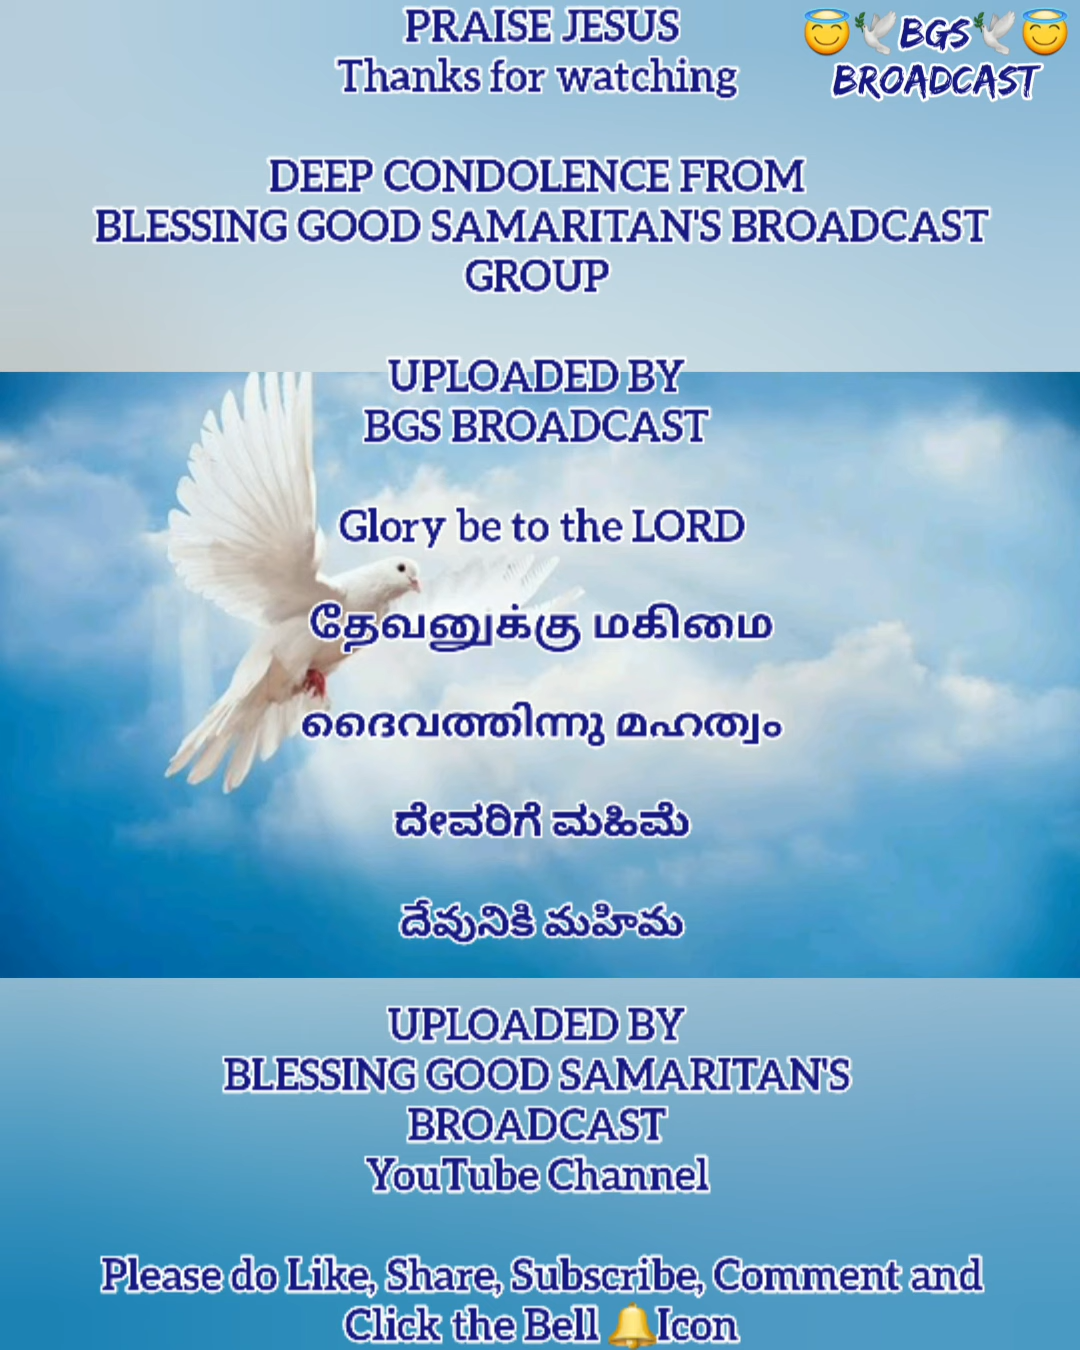 PRAISE JESUS
Thanks for watching
😇🕊️BGS🕊️😇
BROADCAST
DEEP CONDOLENCE FROM
BLESSING GOOD SAMARITAN'S BROADCAST
GROUP
UPLOADED BY
BGS BROADCAST
Glory be to the LORD
தேவனுக்கு மகிமை
ദൈവത്തിന്നു മഹത്വം
ದೇವರಿಗೆ ಮಹಿಮೆ
దేవునికి మహిమ
UPLOADED BY
BLESSING GOOD SAMARITAN'S
BROADCAST
YouTube Channel
Please do Like, Share, Subscribe, Comment and
Click the Bell 🔔Icon